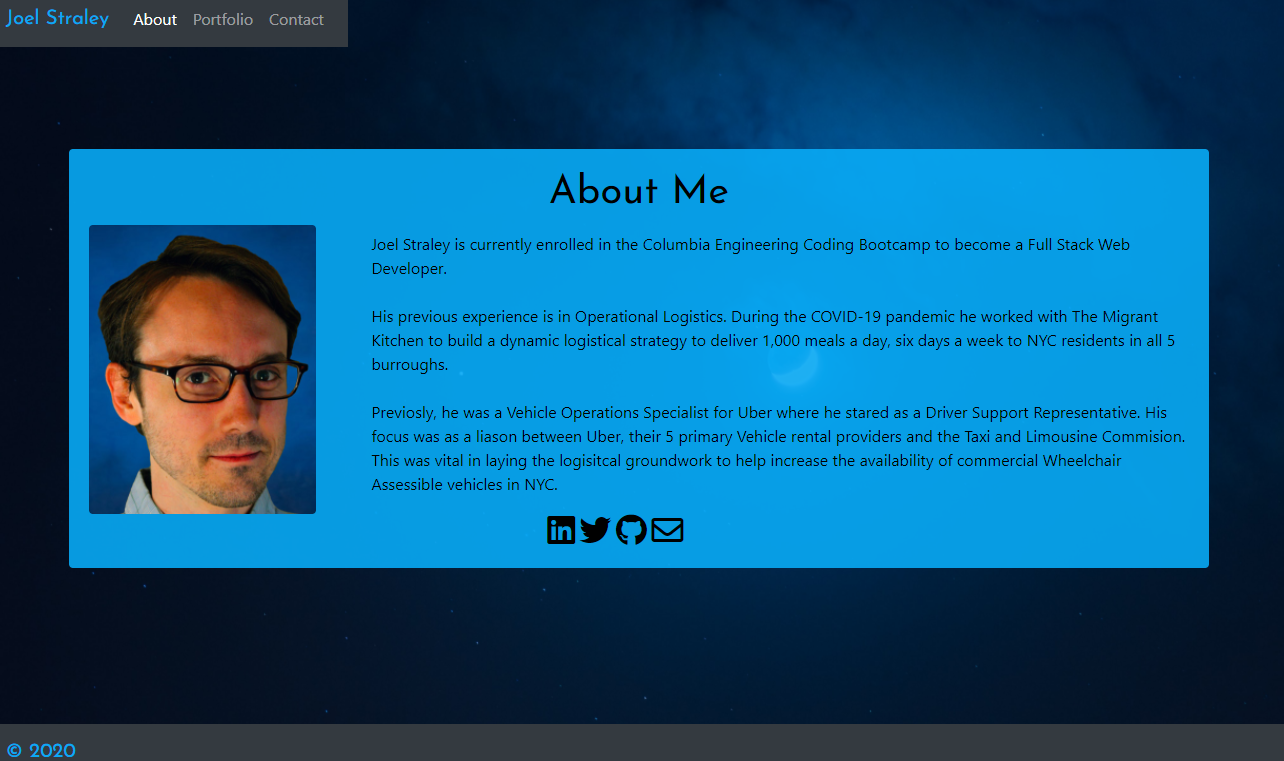 Joel Straley About Portfolio Contact
About Me
Joel Straley is currently enrolled in the Columbia Engineering Coding Bootcamp to become a Full Stack Web
Developer.
His previous experience is in Operational Logistics. During the COVID-19 pandemic he worked with The Migrant
Kitchen to build a dynamic logistical strategy to deliver 1,000 meals a day, six days a week to NYC residents in all 5
burroughs.
Previosly, he was a Vehicle Operations Specialist for Uber where he stared as a Driver Support Representative. His
focus was as a liason between Uber, their 5 primary Vehicle rental providers and the Taxi and Limousine Commision.
This was vital in laying the logisitcal groundwork to help increase the availability of commercial Wheelchair
Assessible vehicles in NYC.
in
© 2020